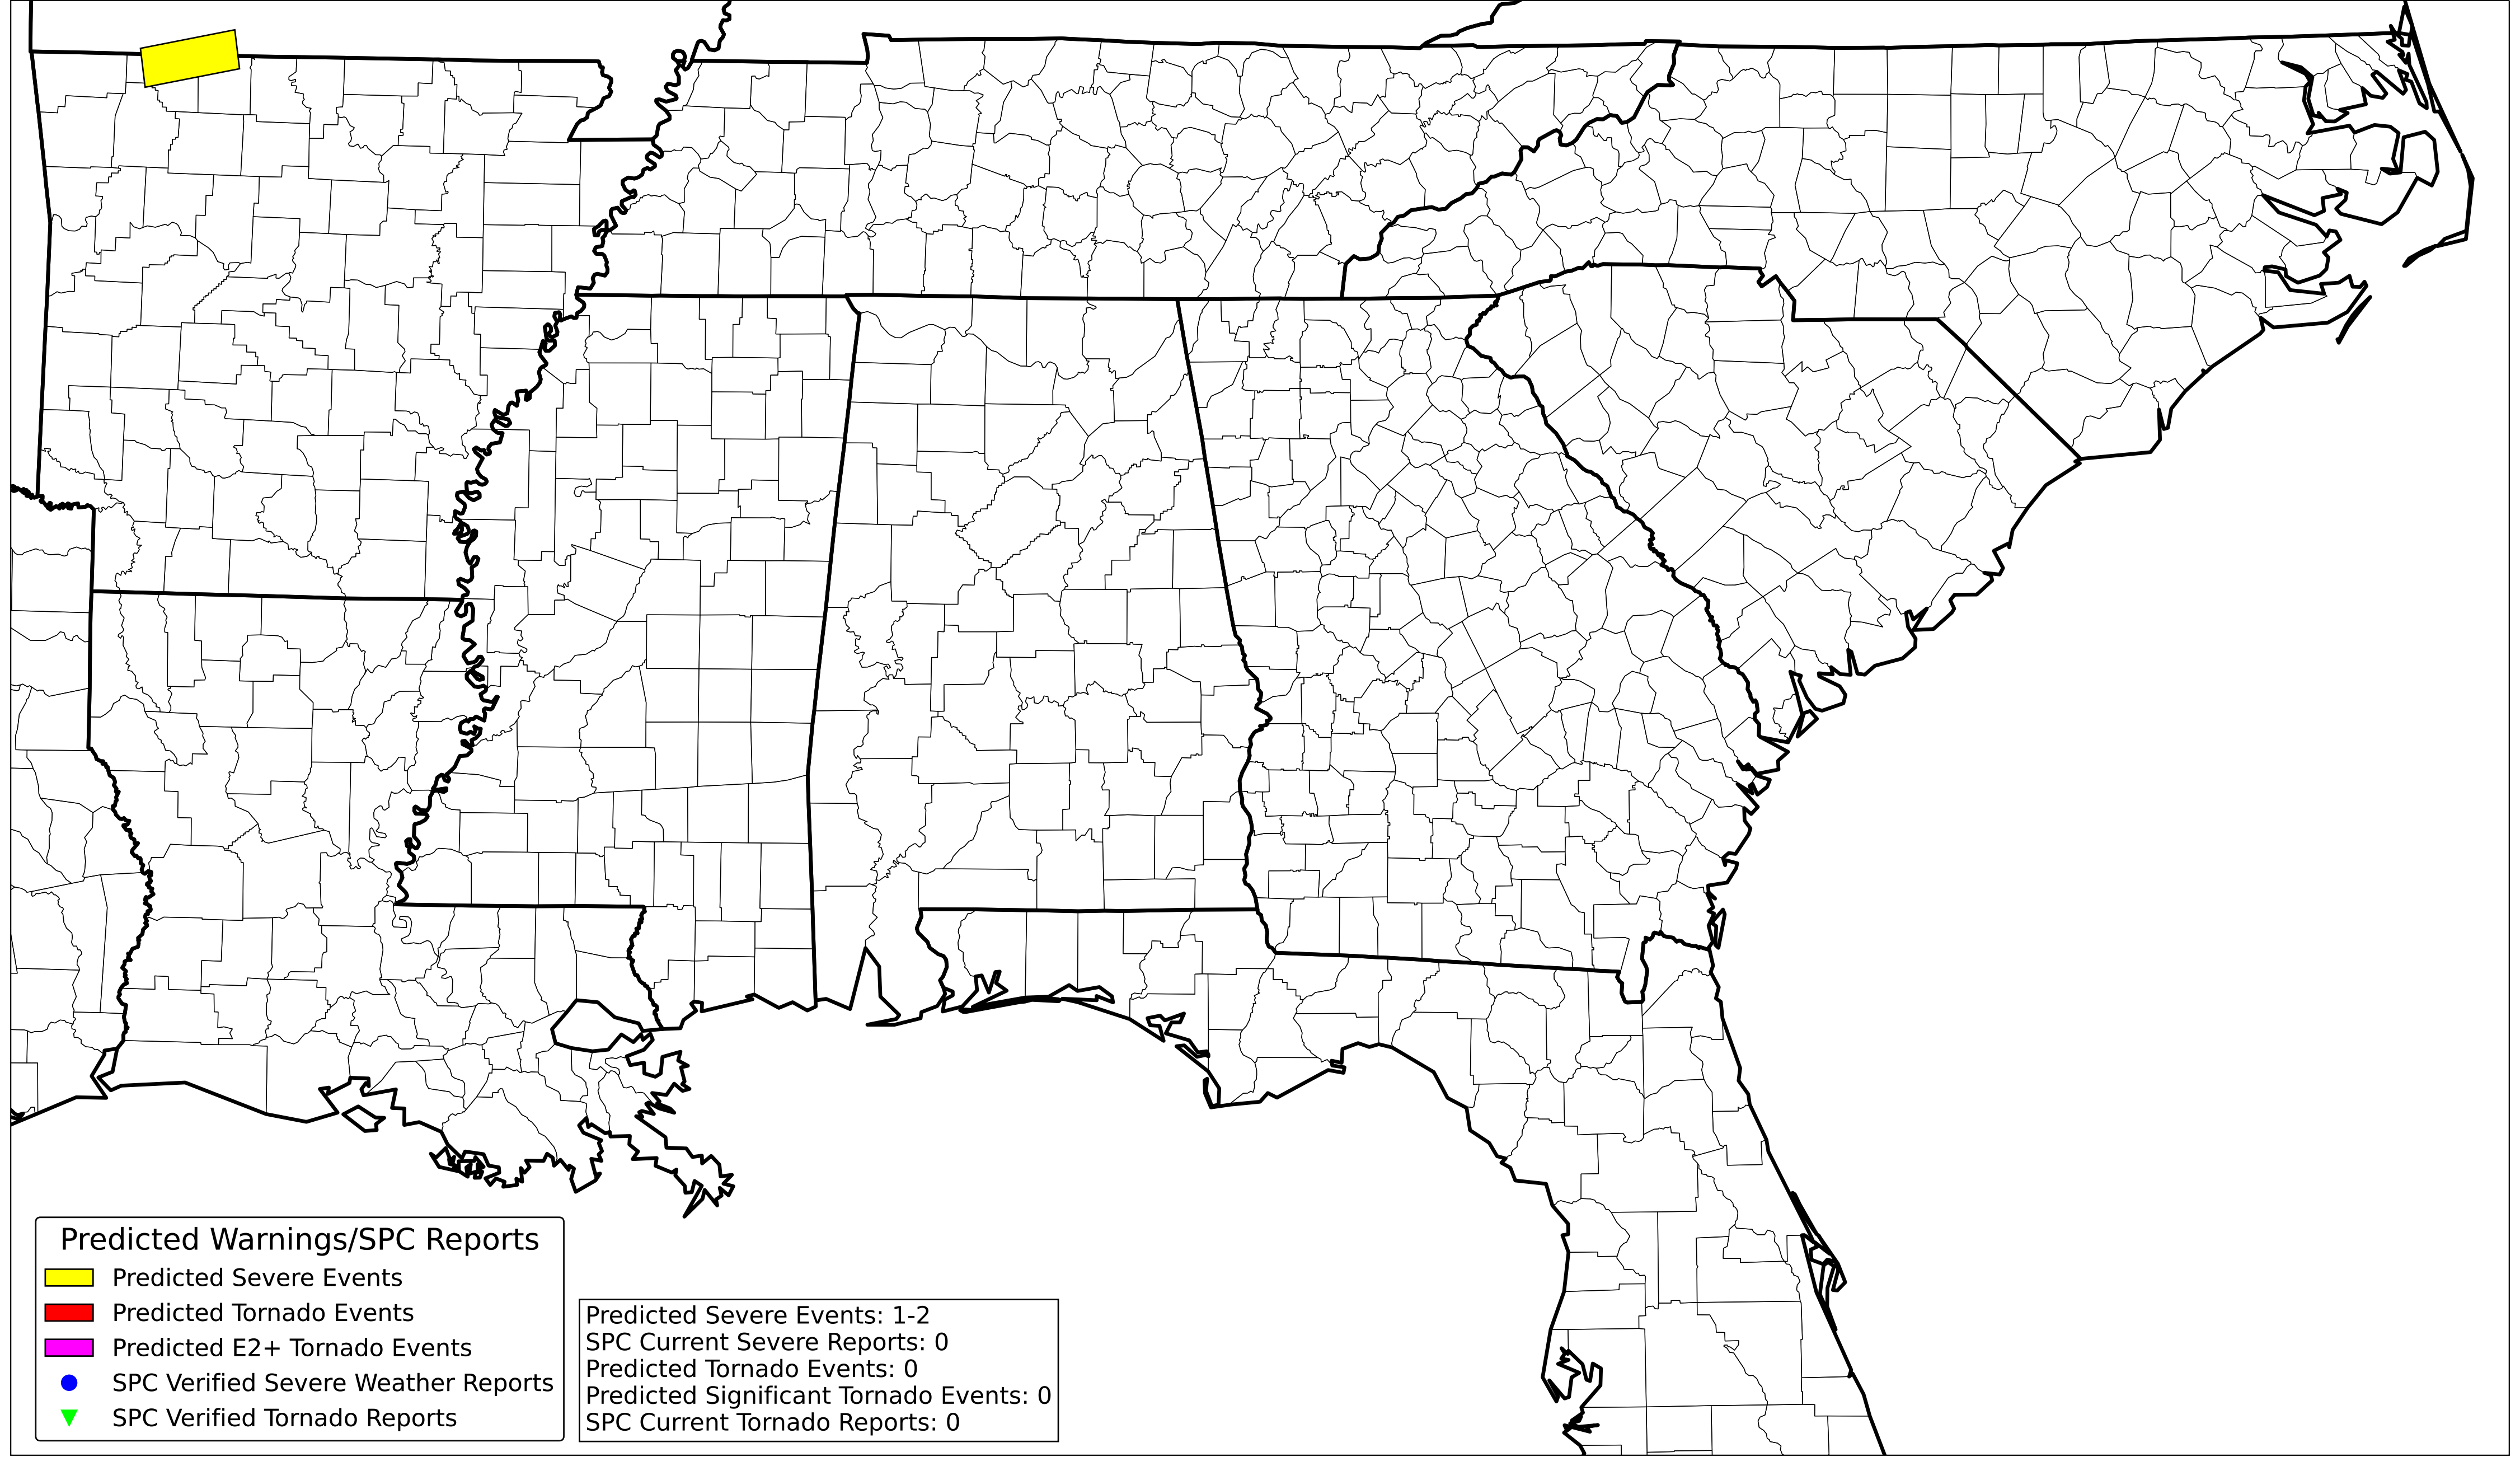 Predicted Warnings/SPC Reports
Predicted Severe Events
Predicted Tornado Events
Predicted E2+ Tornado Events
SPC Verified Severe Weather Reports
SPC Verified Tornado Reports
Predicted Severe Events: 1-2
SPC Current Severe Reports: 0
Predicted Tornado Events: 0
Predicted Significant Tornado Events: 0
SPC Current Tornado Reports: 0